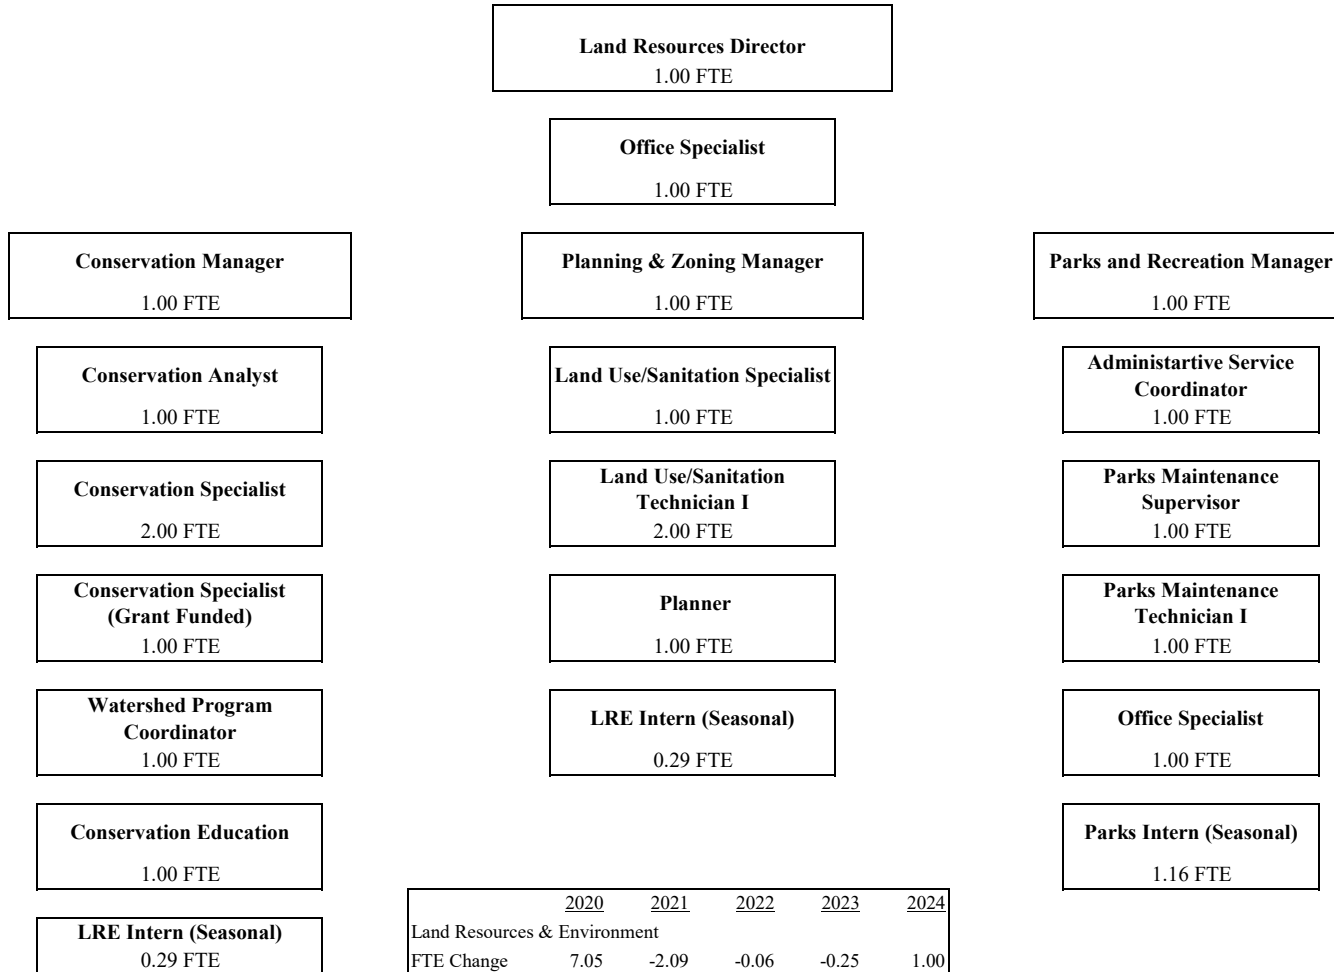 Land Resources Director
1.00 FTE
Office Specialist
1.00 FTE
Conservation Manager
1.00 FTE
Planning & Zoning Manager
1.00 FTE
Parks and Recreation Manager
1.00 FTE
Conservation Analyst
1.00 FTE
Land Use/Sanitation Specialist
1.00 FTE
Administartive Service
Coordinator
1.00 FTE
Conservation Specialist
2.00 FTE
Land Use/Sanitation
Technician I
2.00 FTE
Parks Maintenance
Supervisor
1.00 FTE
Conservation Specialist
(Grant Funded)
1.00 FTE
Planner
1.00 FTE
Parks Maintenance
Technician I
1.00 FTE
Watershed Program
Coordinator
1.00 FTE
LRE Intern (Seasonal)
0.29 FTE
Office Specialist
1.00 FTE
Conservation Education
1.00 FTE
Parks Intern (Seasonal)
1.16 FTE
LRE Intern (Seasonal)
0.29 FTE
2020 2021 2022 2023 2024
Land Resources & Environment
FTE Change 7.05 -2.09 -0.06 -0.25 1.00